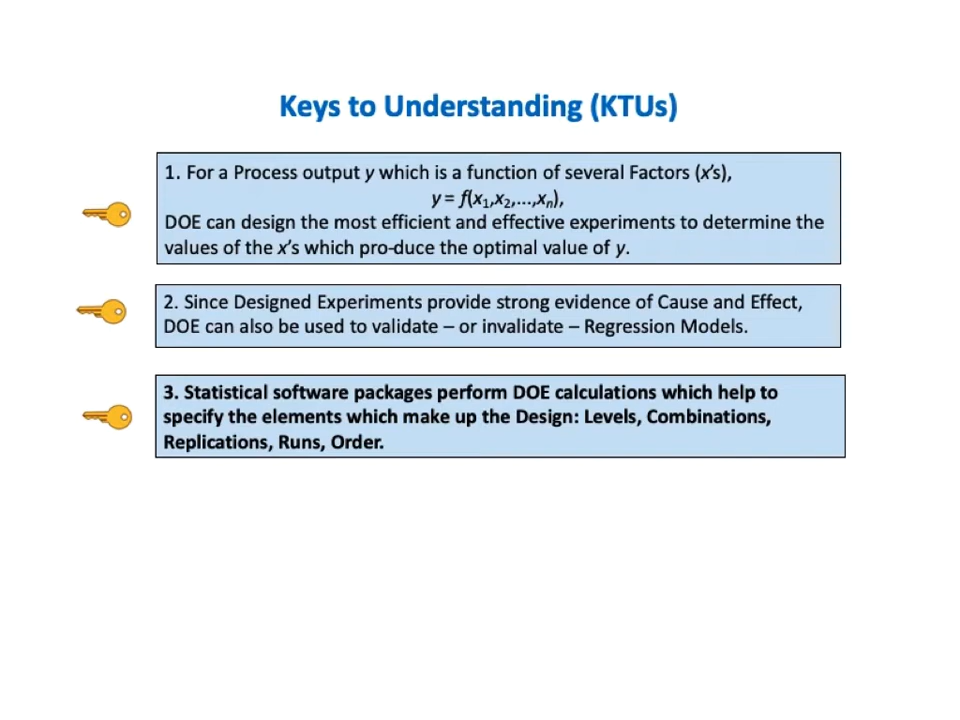 Keys to Understanding (KTUs)
1. For a Process output y which is a function of several Factors (x's),
y = f(x₁,x₂,...,xₙ),
DOE can design the most efficient and effective experiments to determine the
values of the x's which pro-duce the optimal value of y.
2. Since Designed Experiments provide strong evidence of Cause and Effect,
DOE can also be used to validate – or invalidate – Regression Models.
3. Statistical software packages perform DOE calculations which help to
specify the elements which make up the Design: Levels, Combinations,
Replications, Runs, Order.